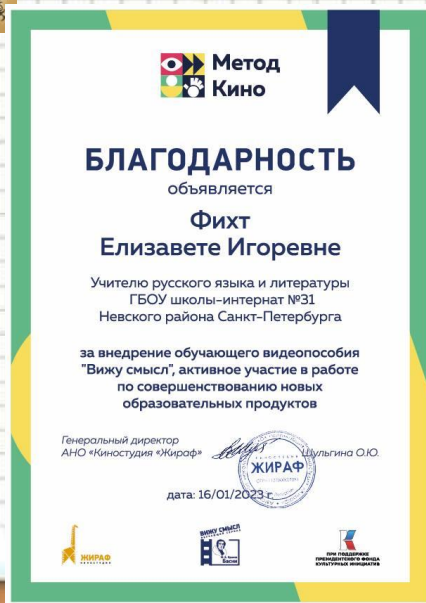 Метод
Кино
БЛАГОДАРНОСТЬ
объявляется
Фихт
Елизавете Игоревне
Учителю русского языка и литературы
ГБОУ школы-интернат №31
Невского района Санкт-Петербурга
за внедрение обучающего видеопособия
"Вижу смысл", активное участие в работе
по совершенствованию новых
образовательных продуктов
Генеральный директор
АНО «Киностудия «Жираф»
Шульгина О.Ю.
ЖИРАФ
дата: 16/01/2023 г.
ЖИРАФ
КИНОСТУДИЯ
ВИЖУ СМЫСЛ
Басни
ПРИ ПОДДЕРЖКЕ
ПРЕЗИДЕНТСКОГО ФОНДА
КУЛЬТУРНЫХ ИНИЦИАТИВ